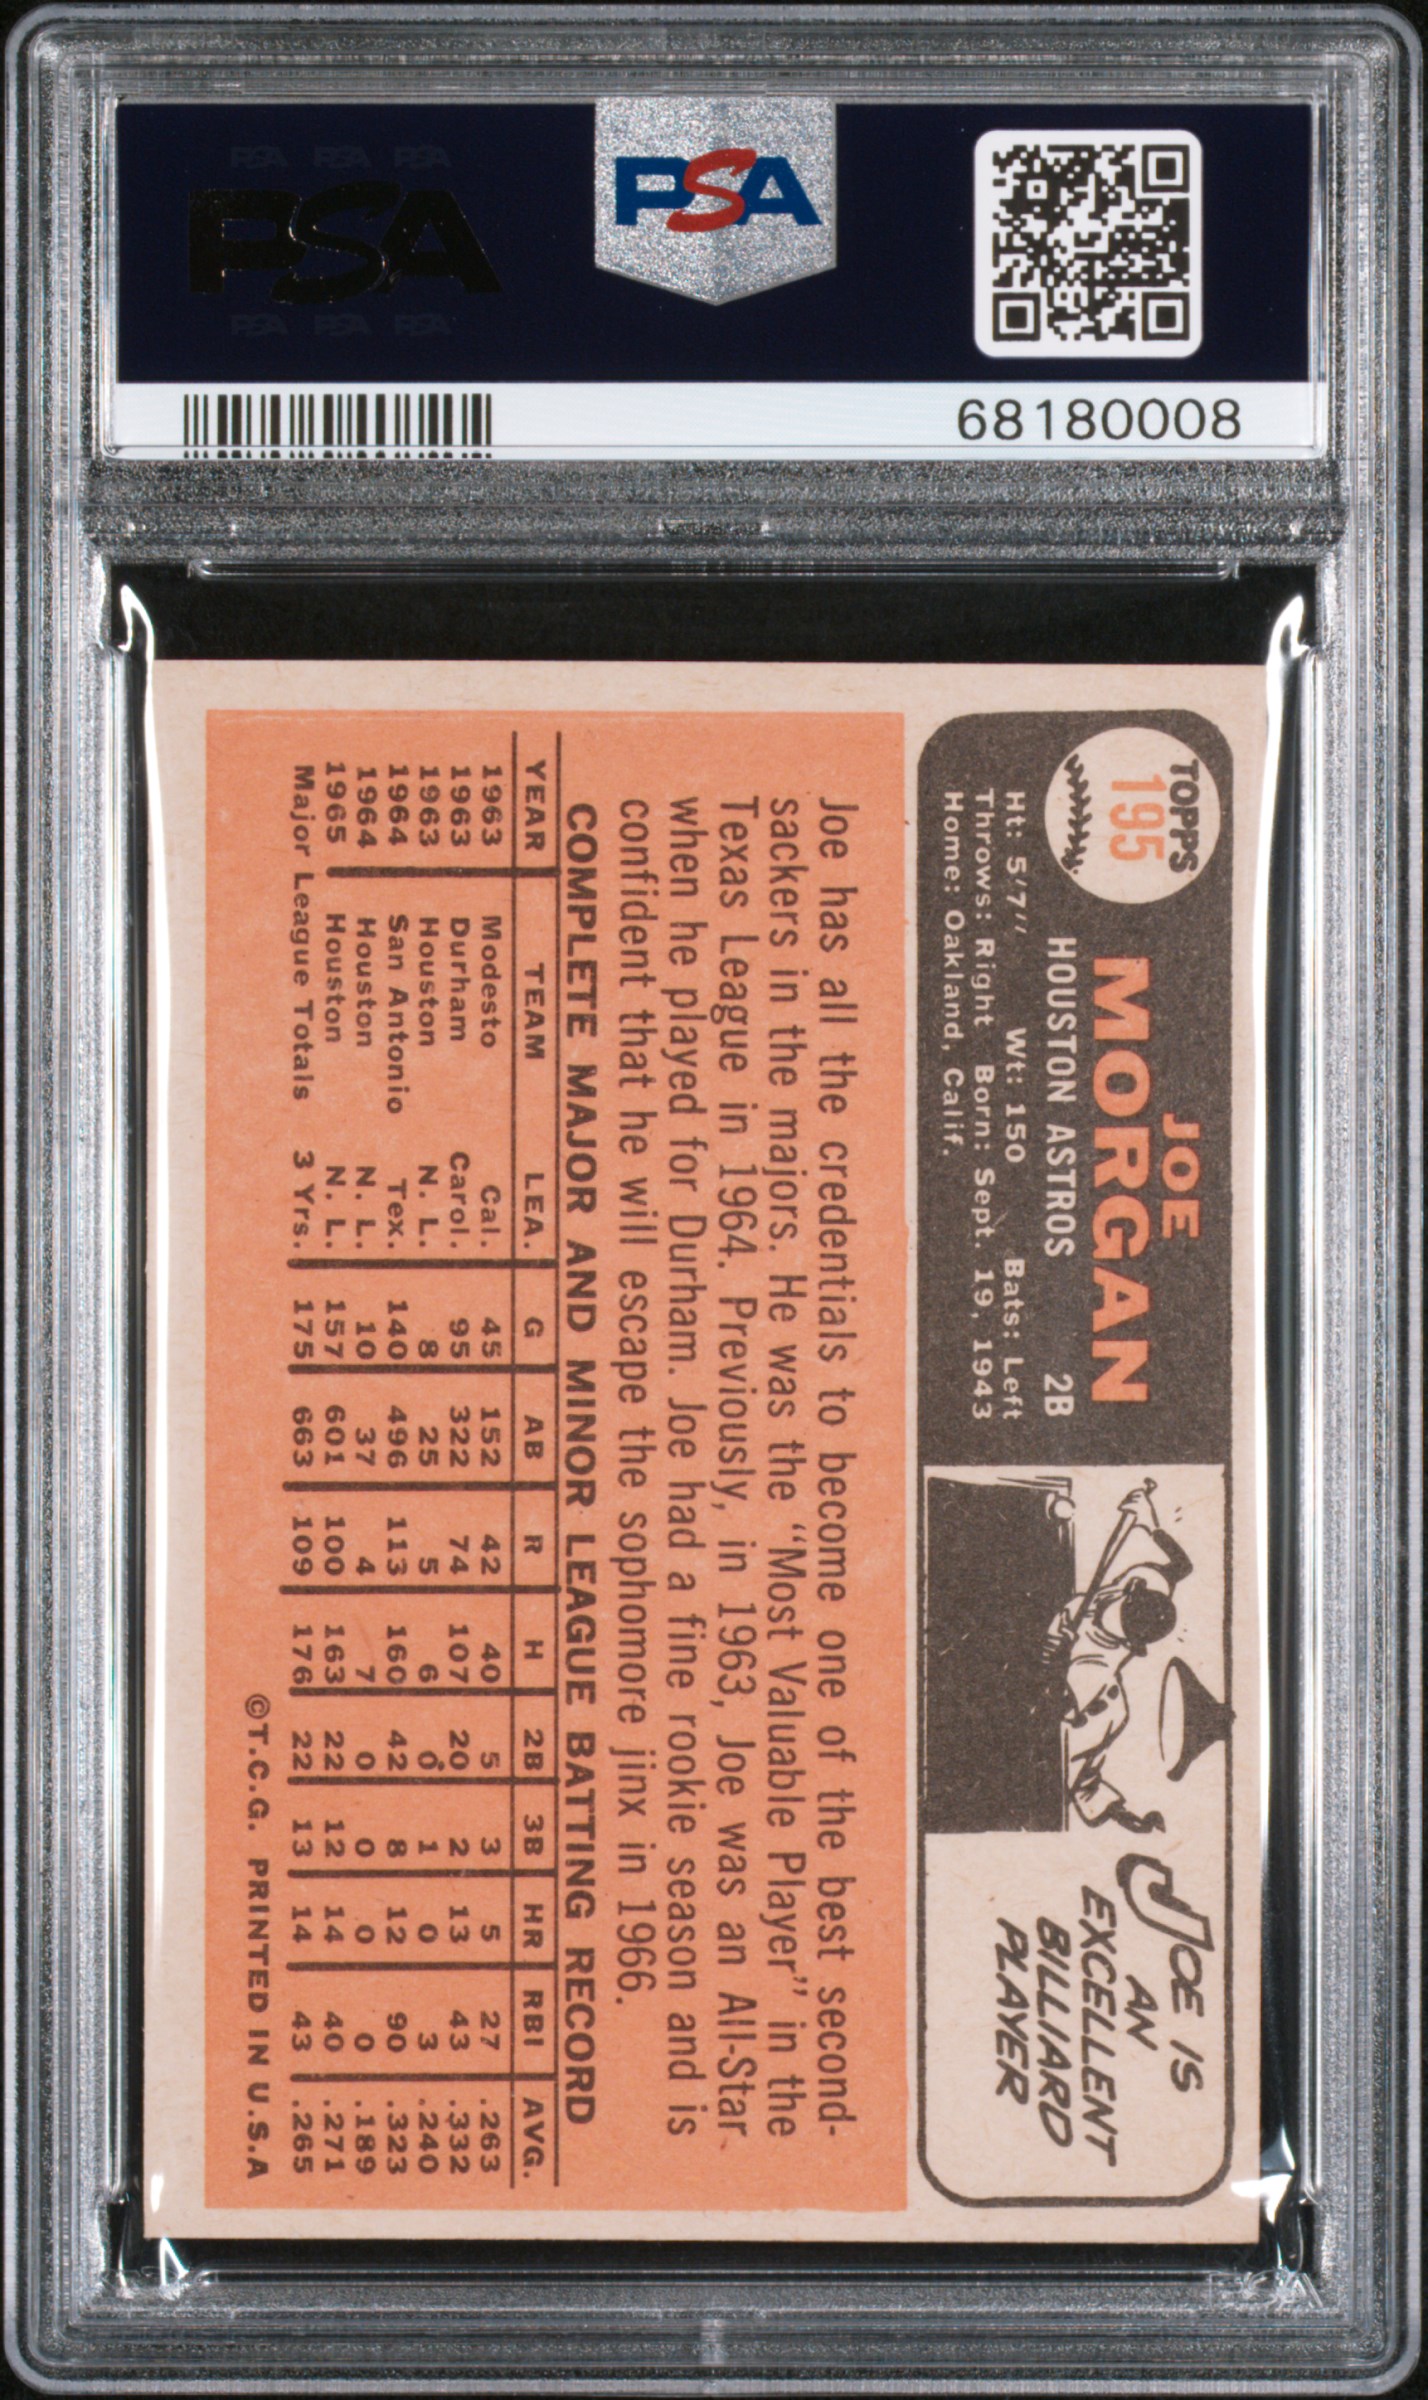 PSA PSA PSA
PSA
PSA PSA PSA
PSA
68180008
TOPPS
195
JOE
MORGAN
HOUSTON ASTROS 2B
Ht: 5'7" Wt: 150 Bats: Left
Throws: Right Born: Sept. 19, 1943
Home: Oakland, Calif.
JOE IS
AN
EXCELLENT
BILLIARD
PLAYER
Joe has all the credentials to become one of the best second-
sackers in the majors. He was the "Most Valuable Player" in the
Texas League in 1964. Previously, in 1963, Joe was an All-Star
when he played for Durham. Joe had a fine rookie season and is
confident that he will escape the sophomore jinx in 1966.
COMPLETE MAJOR AND MINOR LEAGUE BATTING RECORD
YEAR TEAM LEA. G AB R H 2B 3B HR RBI AVG.
1963 Modesto Cal. 45 152 42 40 5 3 5 27 .263
1963 Durham Carol. 95 322 74 107 20 2 13 43 .332
1963 Houston N. L. 8 25 5 6 0 1 0 3 .240
1964 San Antonio Tex. 140 496 113 160 42 8 12 90 .323
1964 Houston N. L. 10 37 4 7 0 0 0 0 .189
1965 Houston N. L. 157 601 100 163 22 12 14 40 .271
Major League Totals 3 Yrs. 175 663 109 176 22 13 14 43 .265
©T.C.G. PRINTED IN U.S.A